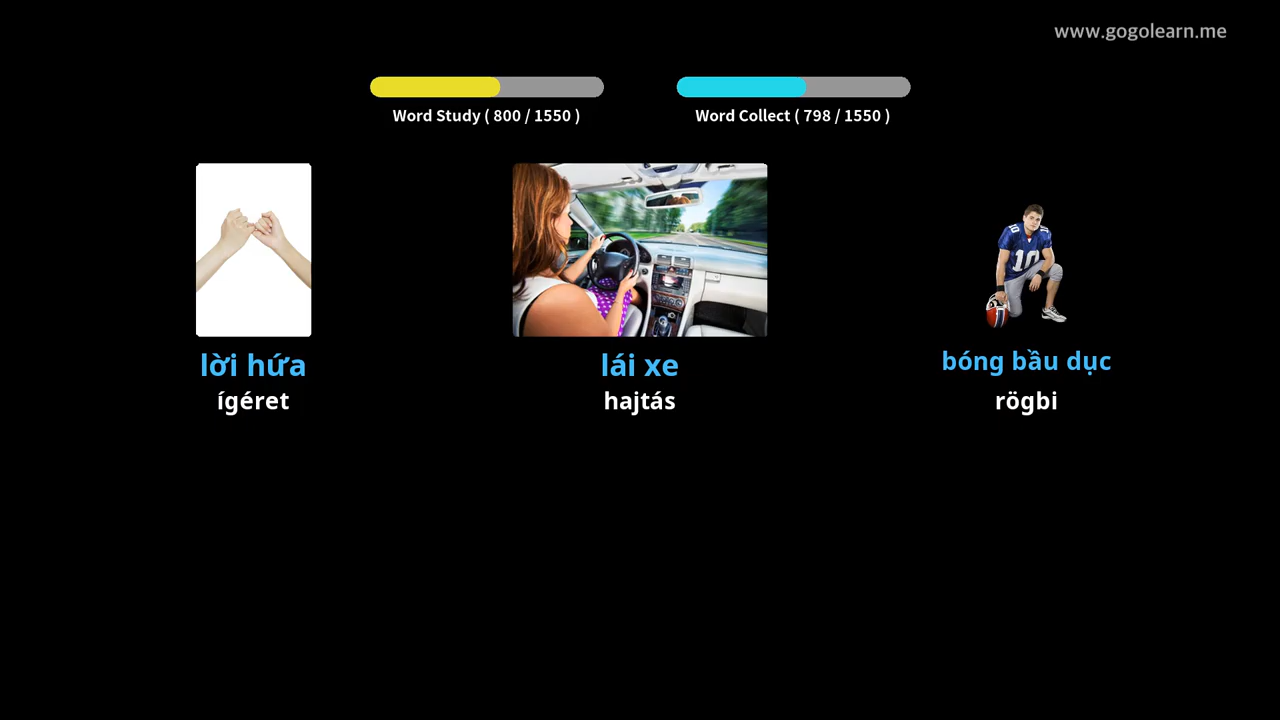 www.gogolearn.me
Word Study ( 800 / 1550 )
Word Collect ( 798 / 1550 )
lời hứa
ígéret
lái xe
hajtás
bóng bầu dục
rögbi